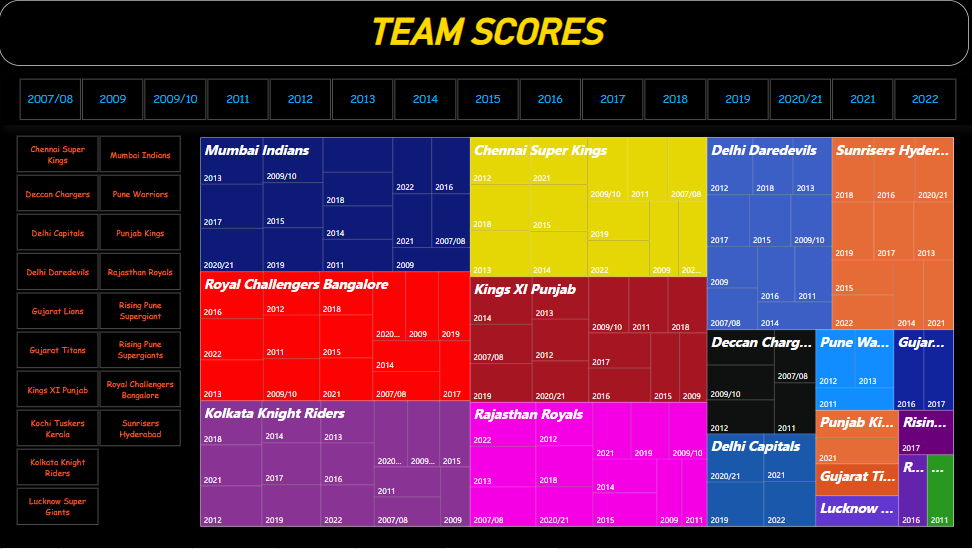 TEAM SCORES
2007/08 2009 2009/10 2011 2012 2013 2014 2015 2016 2017 2018 2019 2020/21 2021 2022
Chennai Super
Kings
Mumbai Indians
Deccan Chargers
Pune Warriors
Delhi Capitals
Punjab Kings
Delhi Daredevils
Rajasthan Royals
Gujarat Lions
Rising Pune
Supergiant
Gujarat Titans
Rising Pune
Supergiants
Kings XI Punjab
Royal Challengers
Bangalore
Kochi Tuskers
Kerala
Sunrisers
Hyderabad
Kolkata Knight
Riders
Lucknow Super
Giants
Mumbai Indians
2013 2009/10
2018 2022 2016
2017 2015
2014 2021 2007/08
2020/21 2019 2011 2009
Royal Challengers Bangalore
2016 2012 2018
2020... 2009 2019
2022 2011 2015
2014
2013 2009/10 2021 2007/08 2017
Kolkata Knight Riders
2018 2014 2013
2020... 2009... 2015
2021 2017 2016
2011
2012 2019 2022 2007/08 2009
Chennai Super Kings
2012 2021
2009/10 2011 2007/08
2018 2015
2019
2013 2014 2022 2009 202...
Kings XI Punjab
2014 2013
2009/10 2011 2018
2007/08 2012
2017
2019 2020/21 2016 2015 2009
Rajasthan Royals
2022 2012
2021 2019 2009/10
2013 2018
2014
2007/08 2020/21 2015 2009 2011
Delhi Daredevils
2012 2018 2013
2017 2015 2009/10
2009
2016 2011
2007/08 2014
Sunrisers Hyder...
2018 2016 2020/21
2019 2017 2013
2015
2022 2014 2021
Deccan Charg...
2007/08
2009/10
2012 2011
Delhi Capitals
2020/21 2021
2019 2022
Pune Wa...
2012 2013
2011
Gujar...
2016 2017
Punjab Ki...
2021
Gujarat Ti...
Lucknow ...
Risin...
2017
R...
2016
...
2011